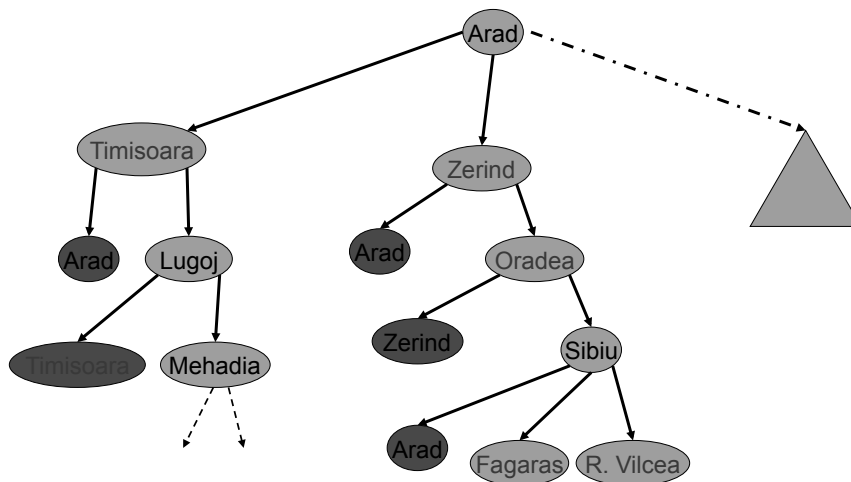 Arad
Timisoara
Zerind
Arad
Lugoj
Arad
Oradea
Timisoara
Mehadia
Zerind
Sibiu
Arad
Fagaras
R. Vilcea